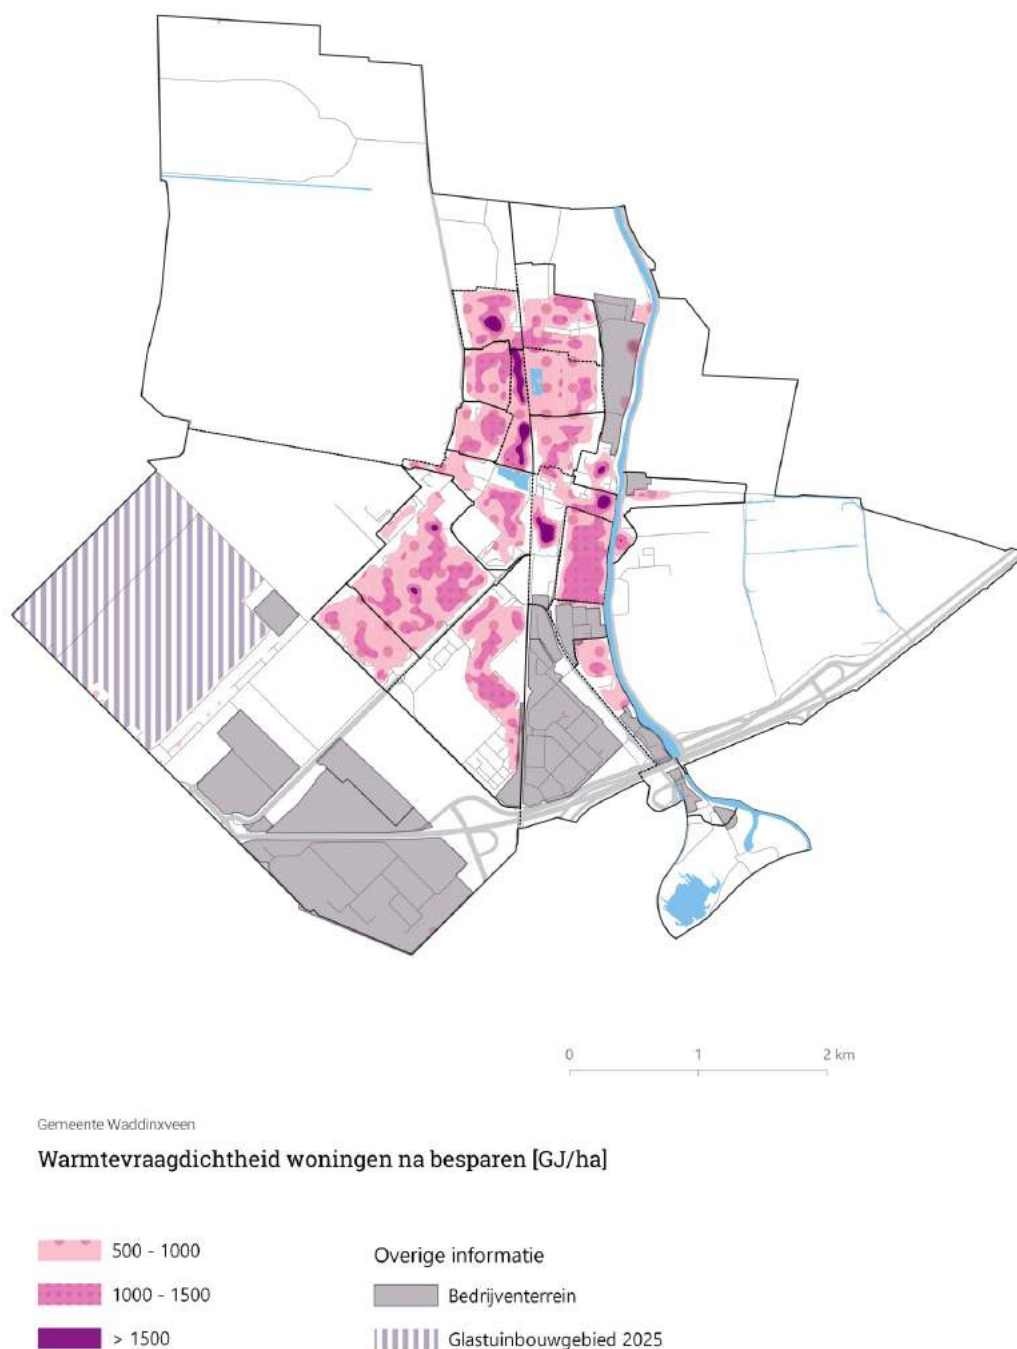 0 1 2 km
Gemeente Waddinxveen
Warmtevraagdichtheid woningen na besparen [GJ/ha]
500 - 1000
1000 - 1500
> 1500
Overige informatie
Bedrijventerrein
Glastuinbouwgebied 2025